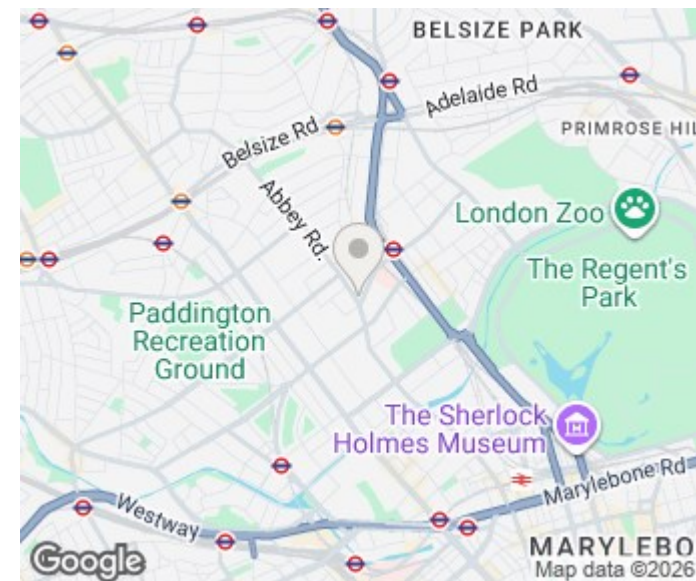 BELSIZE PARK
Adelaide Rd
Belsize Rd
PRIMROSE HIL
Abbey Rd.
London Zoo
The Regent's
Park
Paddington
Recreation
Ground
The Sherlock
Holmes Museum
Marylebone Rd
Westway
MARYLEBO
Google
Map data ©2026